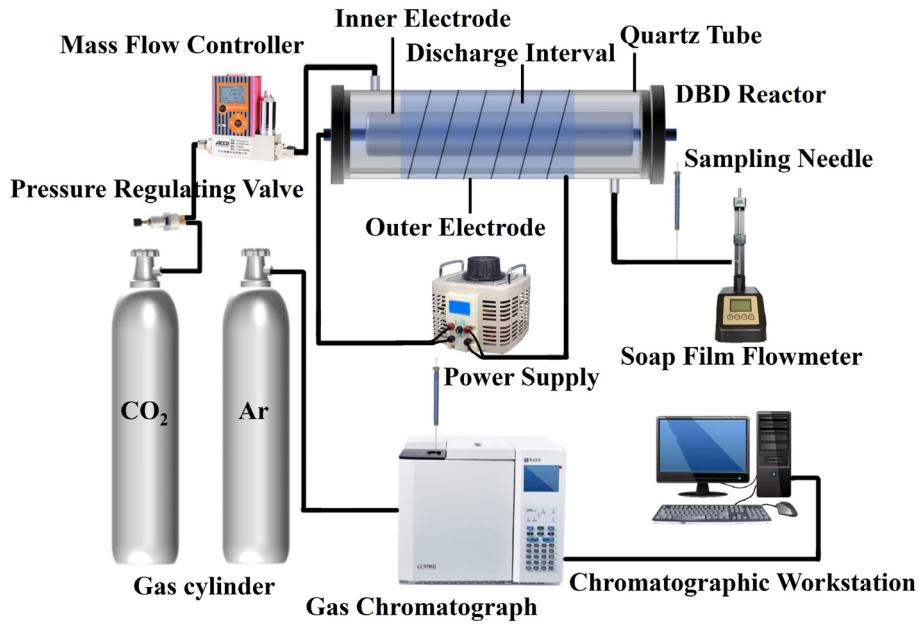 Inner Electrode
Mass Flow Controller
Discharge Interval
Quartz Tube
DBD Reactor
Sampling Needle
Pressure Regulating Valve
Outer Electrode
Soap Film Flowmeter
Power Supply
CO₂
Ar
Gas cylinder
Gas Chromatograph
Chromatographic Workstation
ACCU